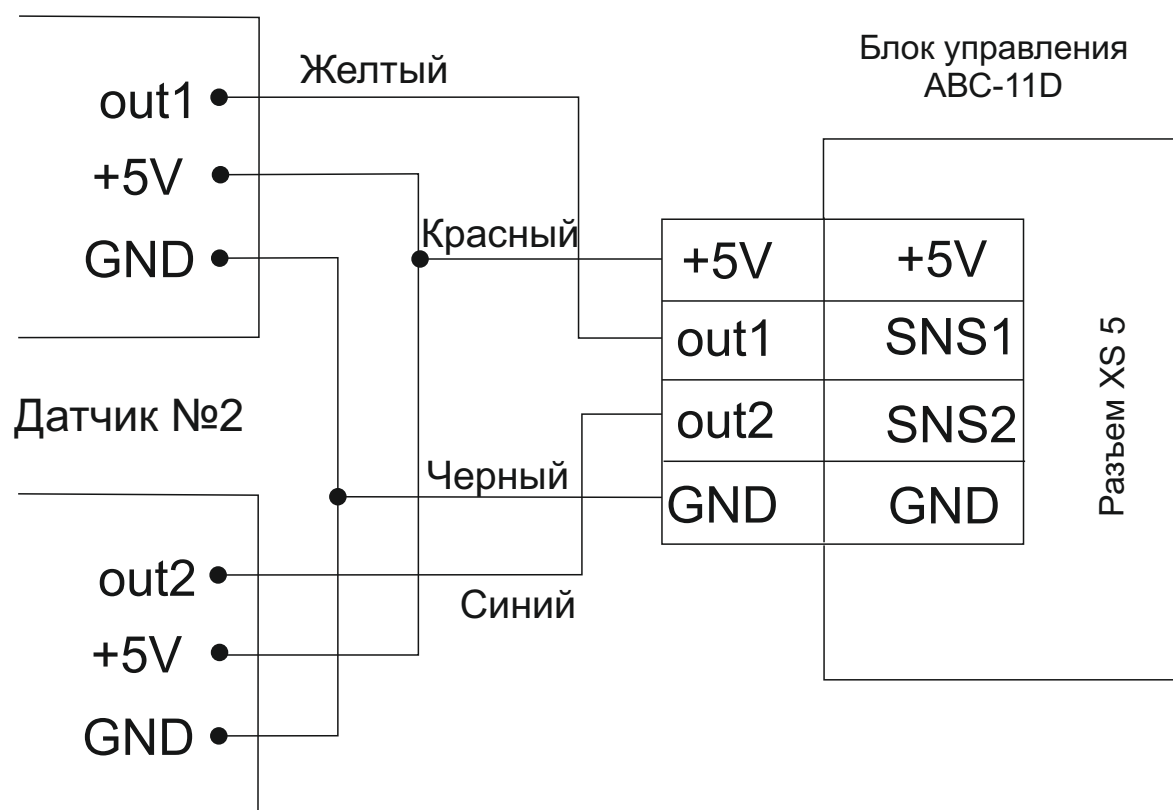 Желтый
out1
+5V
GND
Датчик №2
out2
+5V
GND
Красный
Черный
Синий
Блок управления
ABC-11D
+5V
+5V
out1
SNS1
out2
SNS2
GND
GND
Разъем XS 5